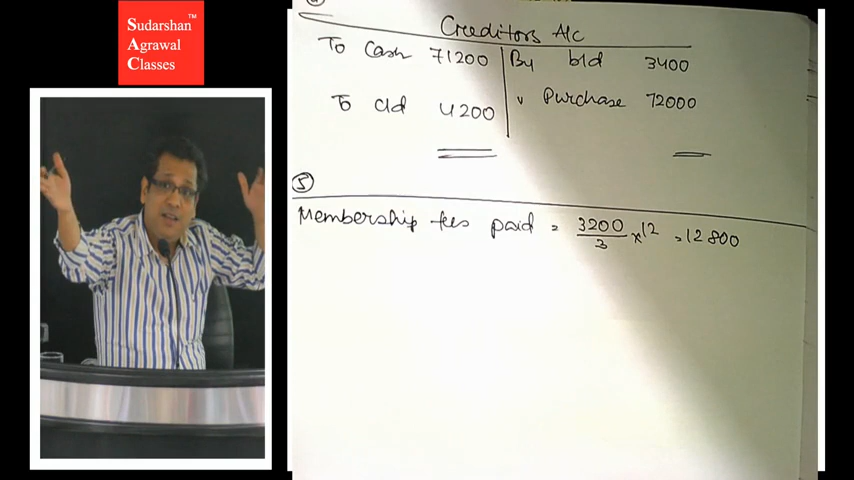 Sudarshan™
Agrawal
Classes
Creditors A/c
To Cash 71200 By b/d 3400
To c/d 4200 " Purchase 72000
5
Membership fees paid = 3200/3 × 12 = 12800